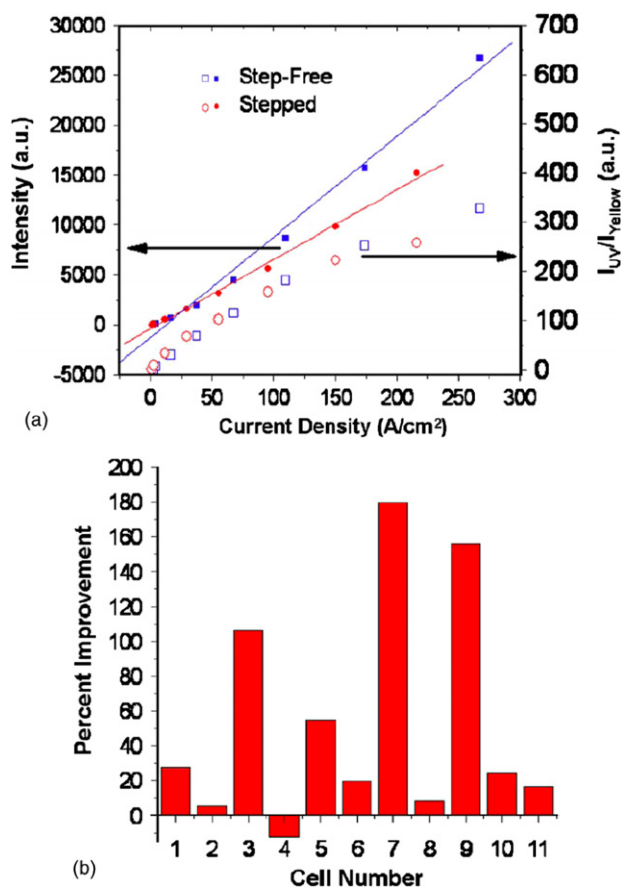 30000
25000
20000
15000
10000
5000
0
-5000
Intensity (a.u.)
Step-Free
Stepped
700
600
500
400
300
200
100
0
I_UV/I_Yellow (a.u.)
0 50 100 150 200 250 300
Current Density (A/cm²)
(a)
200
180
160
140
120
100
80
60
40
20
0
Percent Improvement
1 2 3 4 5 6 7 8 9 10 11
Cell Number
(b)